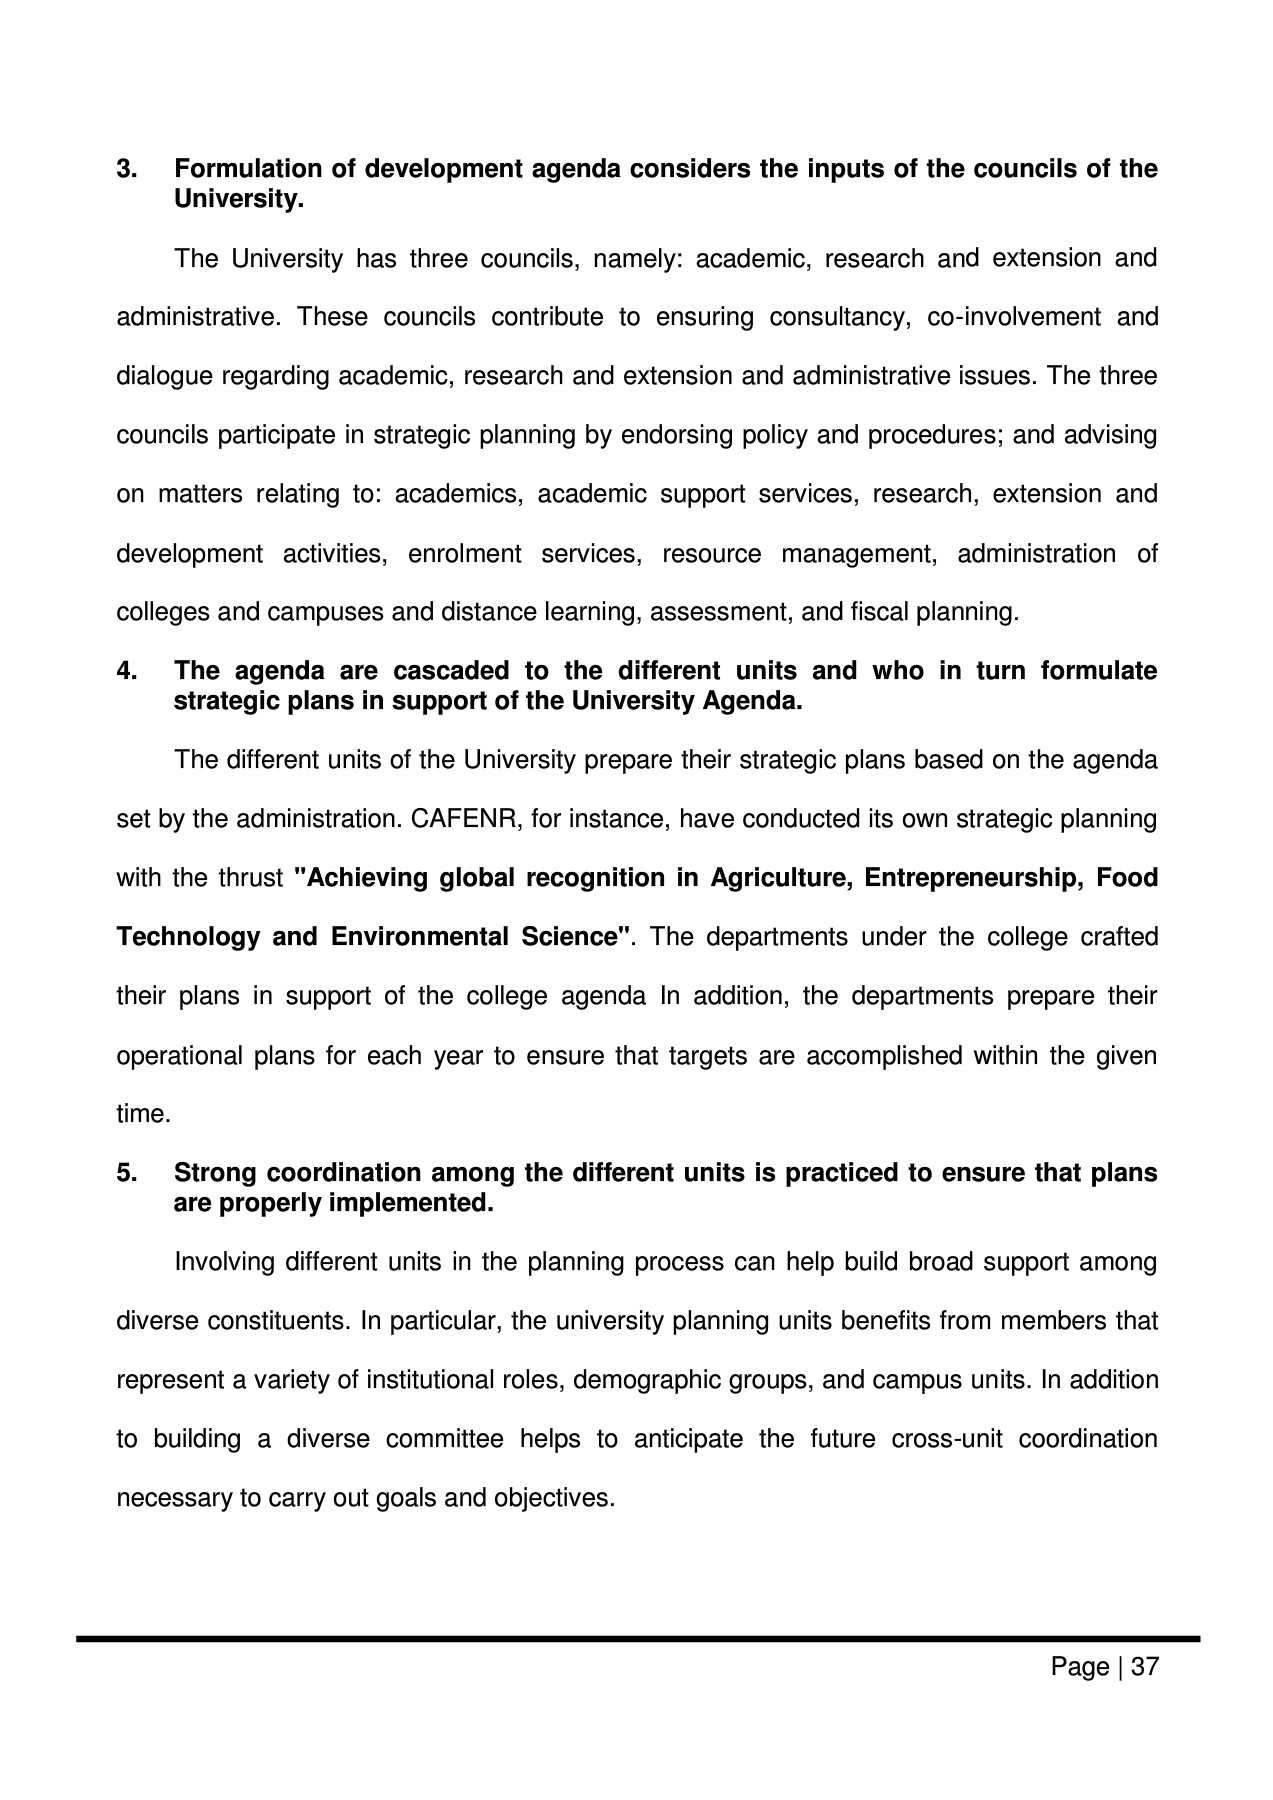 3. Formulation of development agenda considers the inputs of the councils of the
University.
The University has three councils, namely: academic, research and extension and
administrative. These councils contribute to ensuring consultancy, co-involvement and
dialogue regarding academic, research and extension and administrative issues. The three
councils participate in strategic planning by endorsing policy and procedures; and advising
on matters relating to: academics, academic support services, research, extension and
development activities, enrolment services, resource management, administration of
colleges and campuses and distance learning, assessment, and fiscal planning.
4. The agenda are cascaded to the different units and who in turn formulate
strategic plans in support of the University Agenda.
The different units of the University prepare their strategic plans based on the agenda
set by the administration. CAFENR, for instance, have conducted its own strategic planning
with the thrust "Achieving global recognition in Agriculture, Entrepreneurship, Food
Technology and Environmental Science". The departments under the college crafted
their plans in support of the college agenda In addition, the departments prepare their
operational plans for each year to ensure that targets are accomplished within the given
time.
5. Strong coordination among the different units is practiced to ensure that plans
are properly implemented.
Involving different units in the planning process can help build broad support among
diverse constituents. In particular, the university planning units benefits from members that
represent a variety of institutional roles, demographic groups, and campus units. In addition
to building a diverse committee helps to anticipate the future cross-unit coordination
necessary to carry out goals and objectives.
Page | 37